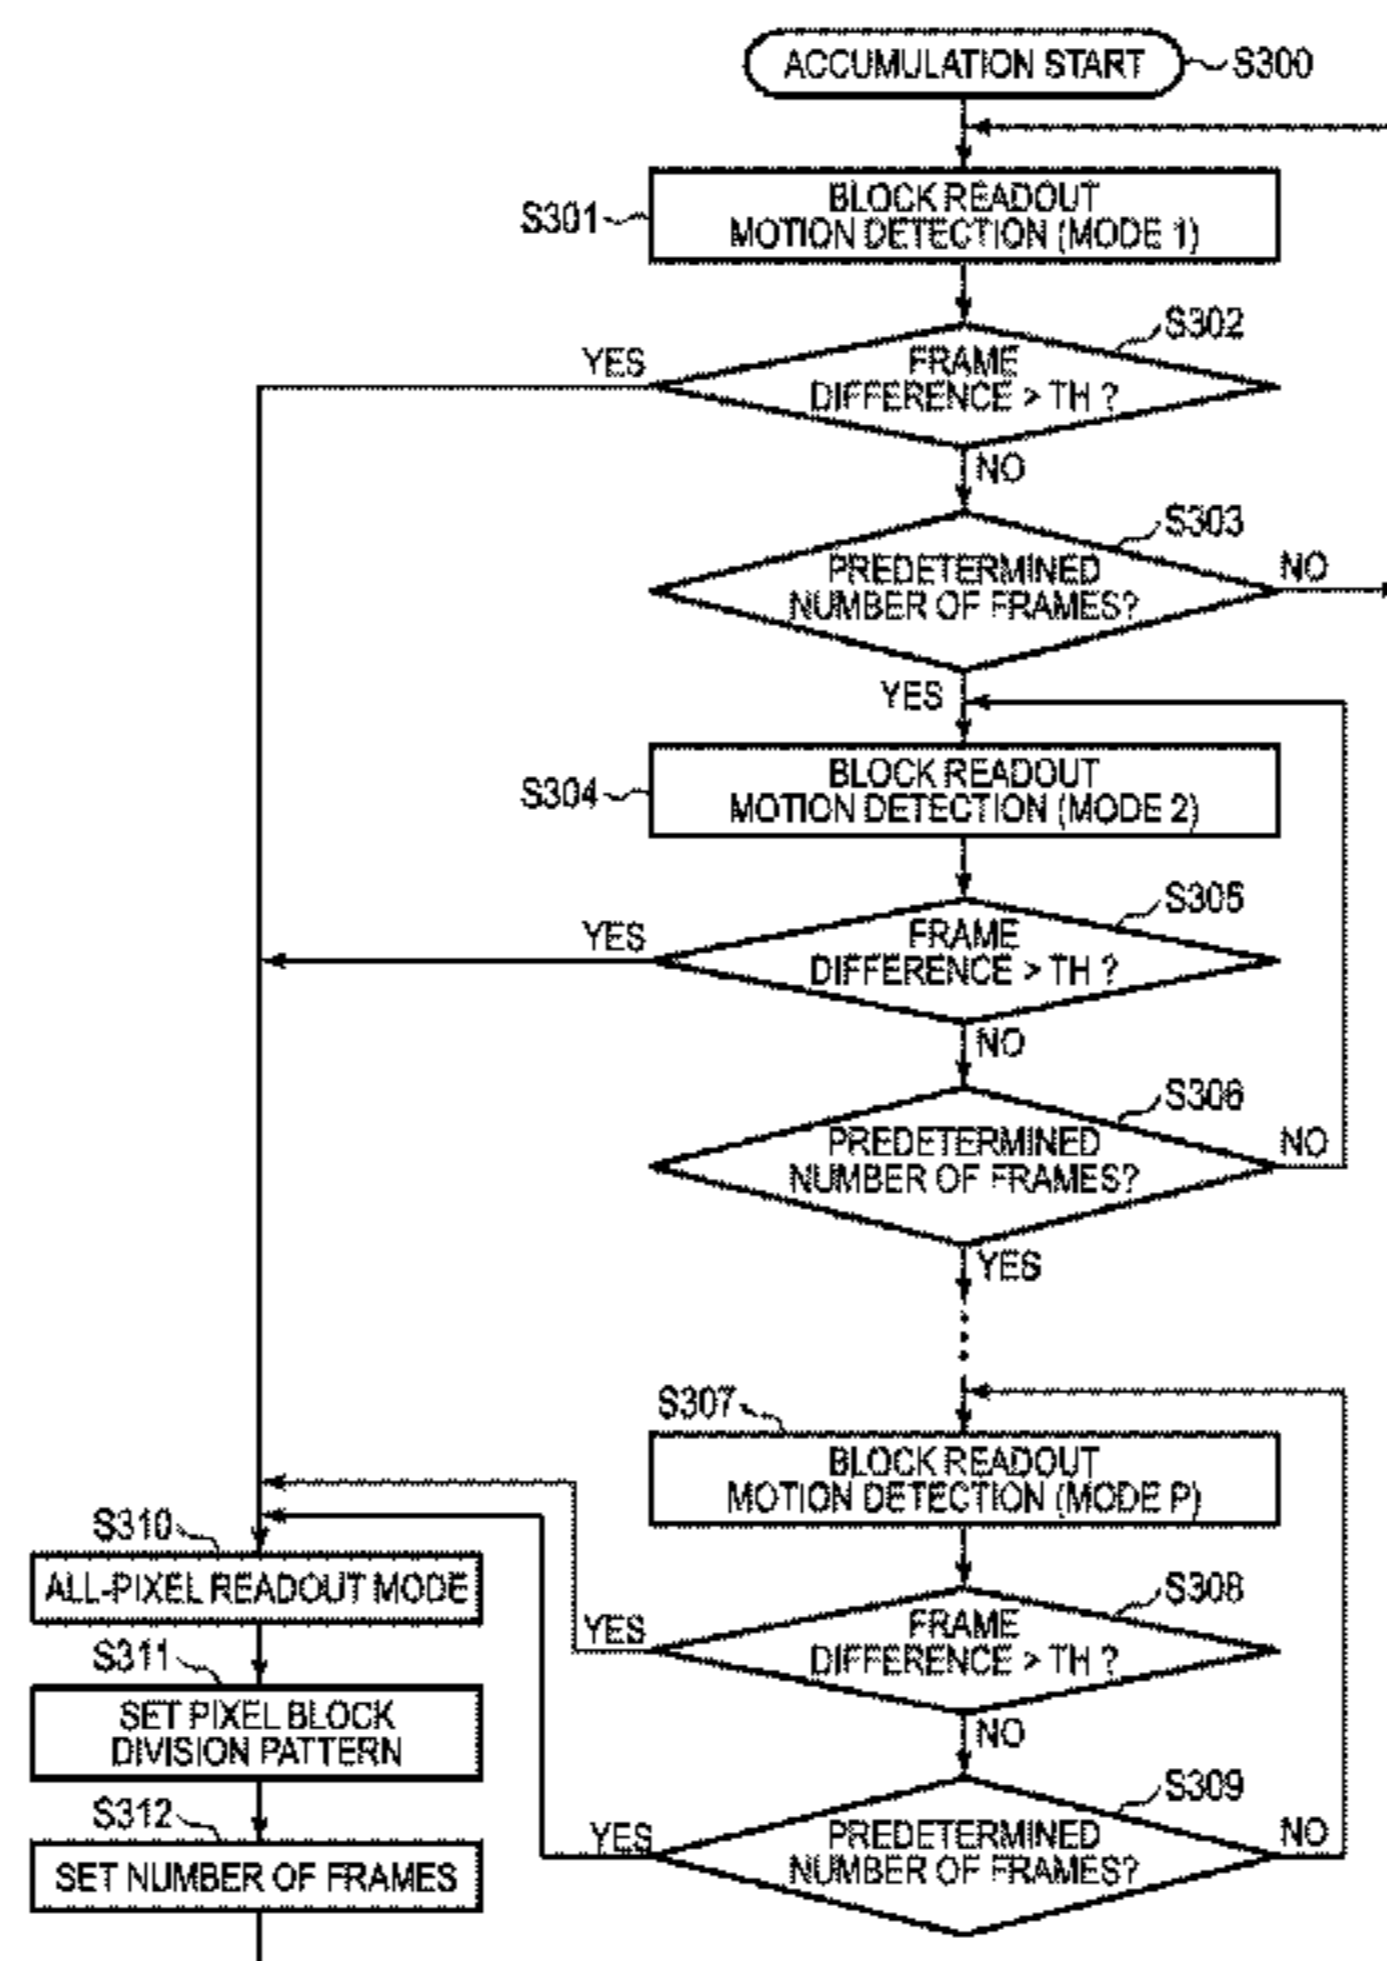 ACCUMULATION START
S300
S301
BLOCK READOUT
MOTION DETECTION (MODE 1)
S302
YES
FRAME
DIFFERENCE > TH ?
NO
S303
PREDETERMINED
NUMBER OF FRAMES?
NO
YES
S304
BLOCK READOUT
MOTION DETECTION (MODE 2)
S305
YES
FRAME
DIFFERENCE > TH ?
NO
S306
PREDETERMINED
NUMBER OF FRAMES?
NO
YES
S307
BLOCK READOUT
MOTION DETECTION (MODE P)
S308
YES
FRAME
DIFFERENCE > TH ?
NO
S309
YES
PREDETERMINED
NUMBER OF FRAMES?
NO
S310
ALL-PIXEL READOUT MODE
S311
SET PIXEL BLOCK
DIVISION PATTERN
S312
SET NUMBER OF FRAMES